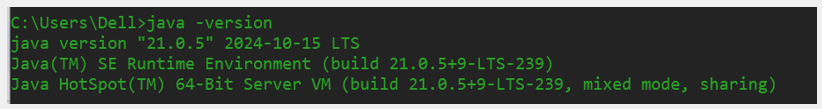 C:\Users\Dell>java -version
java version "21.0.5" 2024-10-15 LTS
Java(TM) SE Runtime Environment (build 21.0.5+9-LTS-239)
Java HotSpot(TM) 64-Bit Server VM (build 21.0.5+9-LTS-239, mixed mode, sharing)